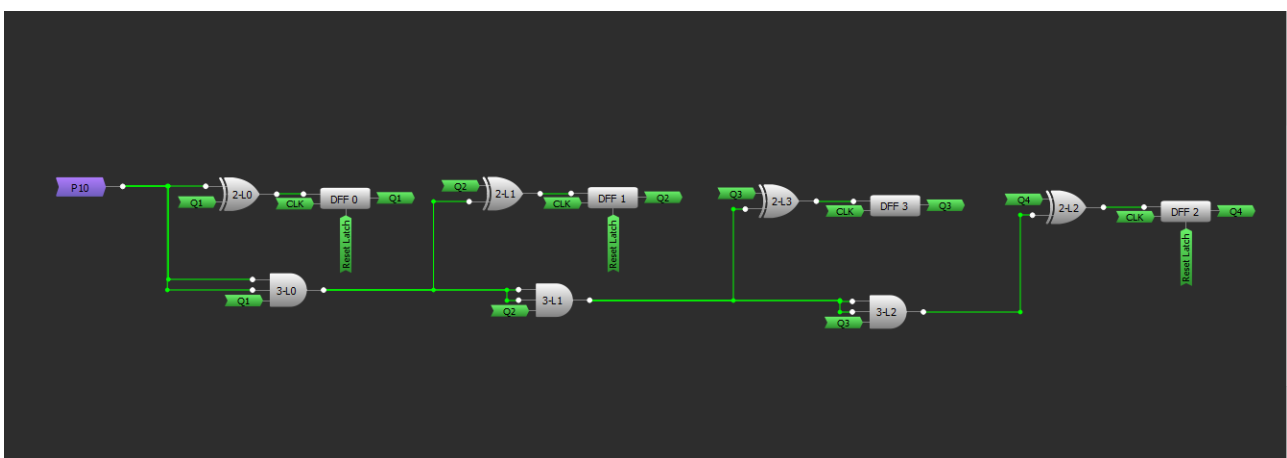 P10
Q1
2-L0
CLK
DFF 0
Q1
Reset Latch
Q1
3-L0
Q2
2-L1
CLK
DFF 1
Q2
Reset Latch
Q2
3-L1
Q3
2-L3
CLK
DFF 3
Q3
Q3
3-L2
Q4
2-L2
CLK
DFF 2
Q4
Reset Latch